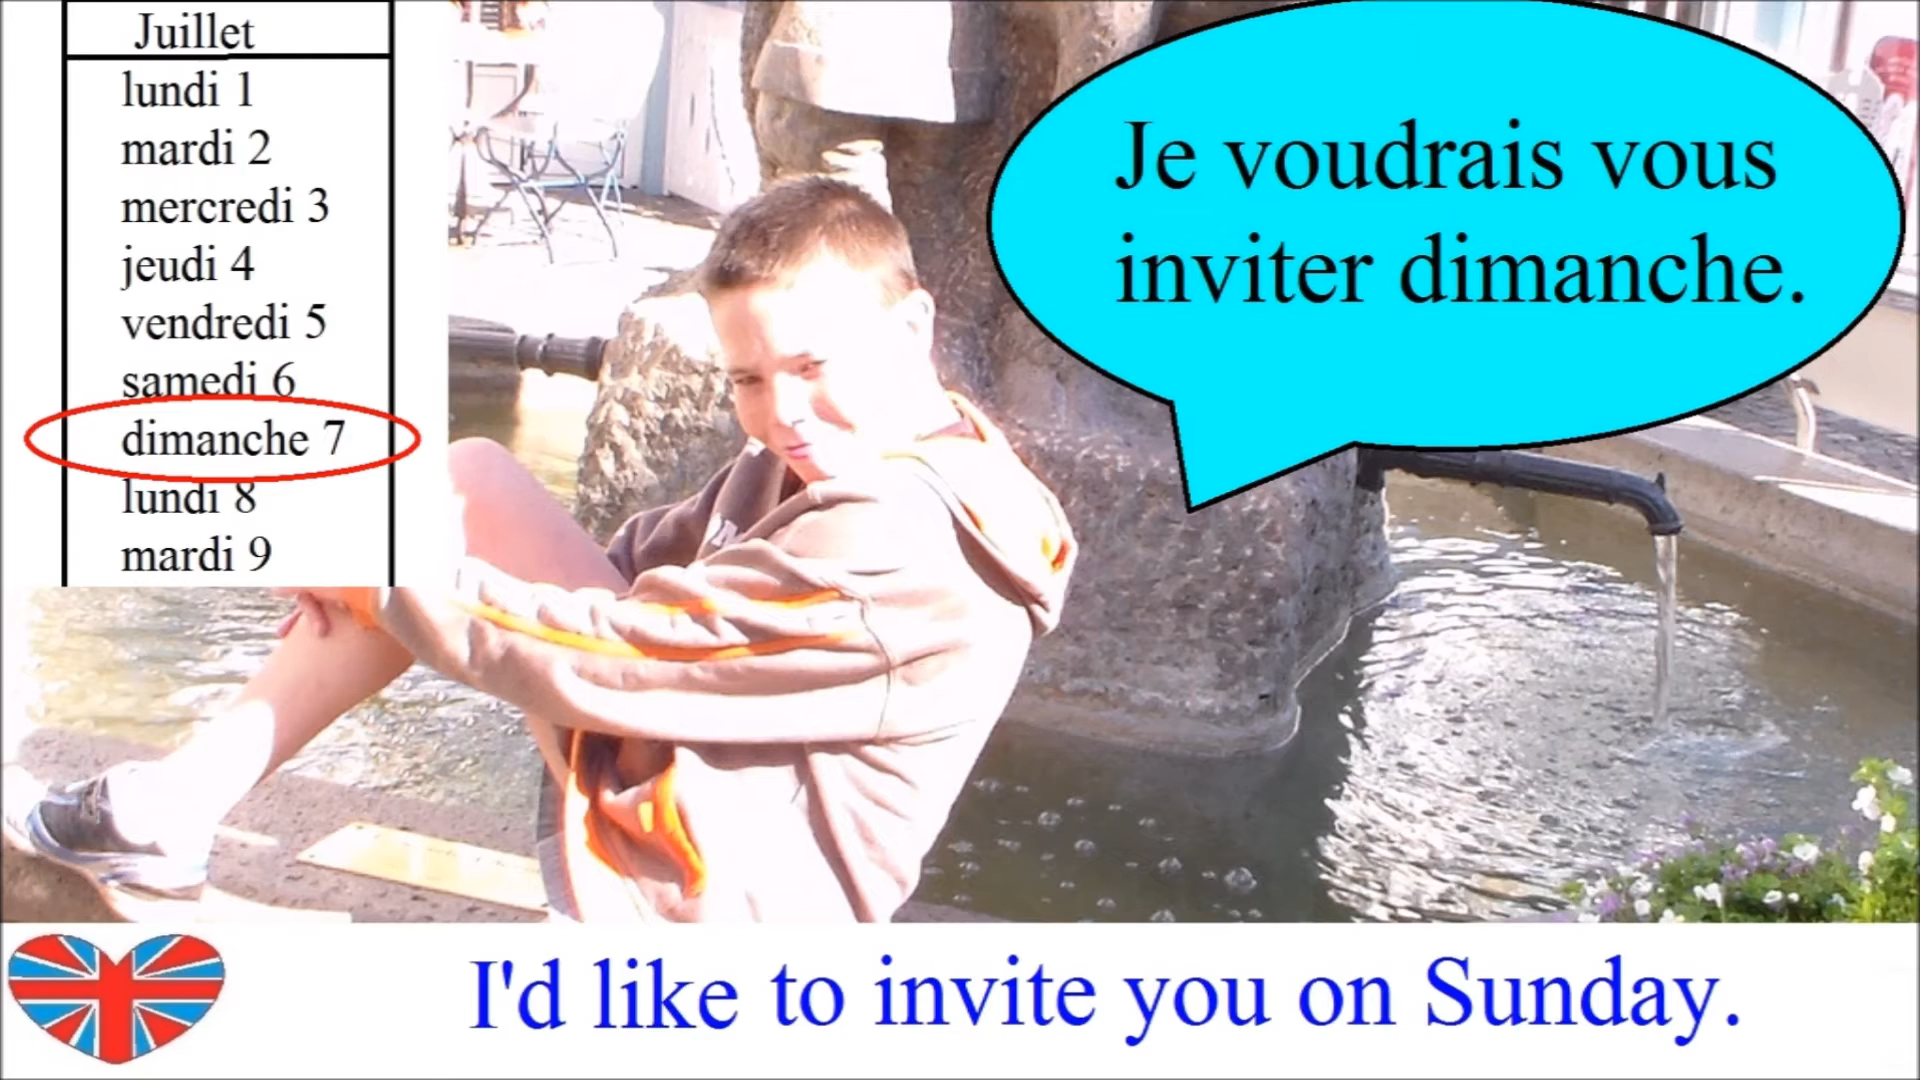 Juillet
lundi 1
mardi 2
mercredi 3
jeudi 4
vendredi 5
samedi 6
dimanche 7
lundi 8
mardi 9
Je voudrais vous
inviter dimanche.
I'd like to invite you on Sunday.